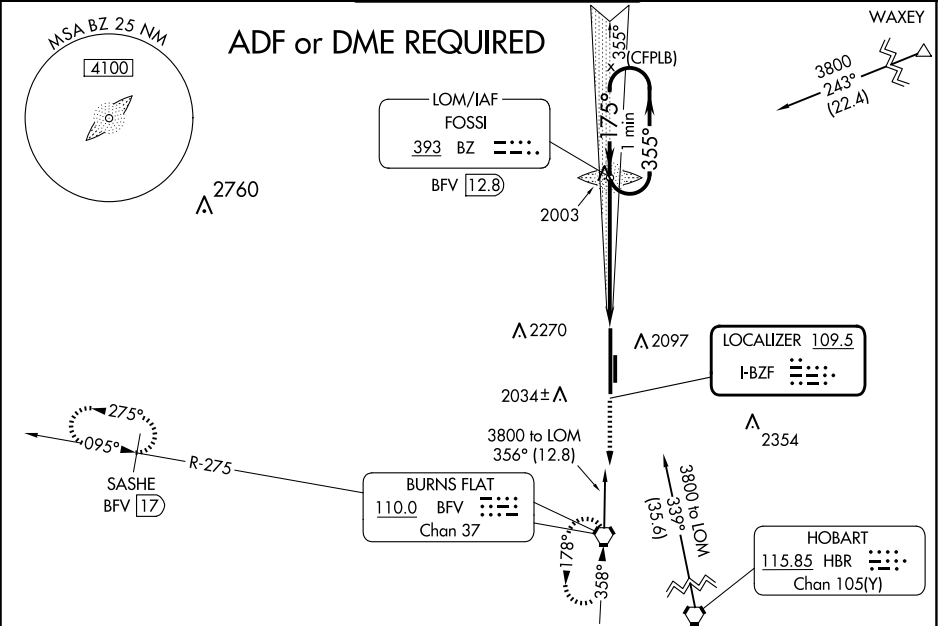 MSA BZ 25 NM
4100
ADF or DME REQUIRED
WAXEY
3800
243°
(22.4)
355°
(CFPLB)
175°
1 min
355°
LOM/IAF
FOSSI
393 BZ
BFV 12.8
2003
2760
2270
2097
2034±
2354
LOCALIZER 109.5
I-BZF
3800 to LOM
356° (12.8)
275°
095°
R-275
SASHE
BFV 17
BURNS FLAT
110.0 BFV
Chan 37
178°
358°
3800 to LOM
339°
(35.6)
HOBART
115.85 HBR
Chan 105(Y)